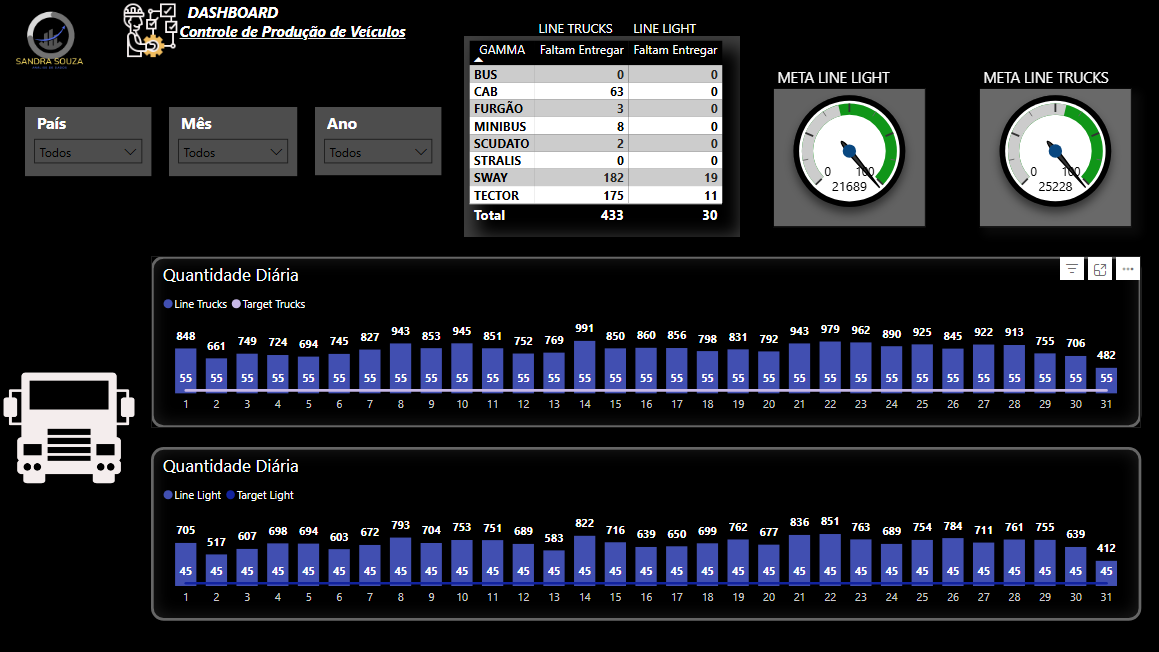 DASHBOARD
Controle de Produção de Veículos
SANDRA SOUZA
País
Todos
Mês
Todos
Ano
Todos
LINE TRUCKS LINE LIGHT
GAMMA Faltam Entregar Faltam Entregar
BUS 0 0
CAB 63 0
FURGÃO 3 0
MINIBUS 8 0
SCUDATO 2 0
STRALIS 0 0
SWAY 182 19
TECTOR 175 11
Total 433 30
META LINE LIGHT
0 100
21689
META LINE TRUCKS
0 100
25228
Quantidade Diária
Line Trucks Target Trucks
848 661 749 724 694 745 827 943 853 945 851 752 769 991 850 860 856 798 831 792 943 979 962 890 925 845 922 913 755 706 482
55 55 55 55 55 55 55 55 55 55 55 55 55 55 55 55 55 55 55 55 55 55 55 55 55 55 55 55 55 55 55
1 2 3 4 5 6 7 8 9 10 11 12 13 14 15 16 17 18 19 20 21 22 23 24 25 26 27 28 29 30 31
Quantidade Diária
Line Light Target Light
705 517 607 698 694 603 672 793 704 753 751 689 583 822 716 639 650 699 762 677 836 851 763 689 754 784 711 761 755 639 412
45 45 45 45 45 45 45 45 45 45 45 45 45 45 45 45 45 45 45 45 45 45 45 45 45 45 45 45 45 45 45
1 2 3 4 5 6 7 8 9 10 11 12 13 14 15 16 17 18 19 20 21 22 23 24 25 26 27 28 29 30 31